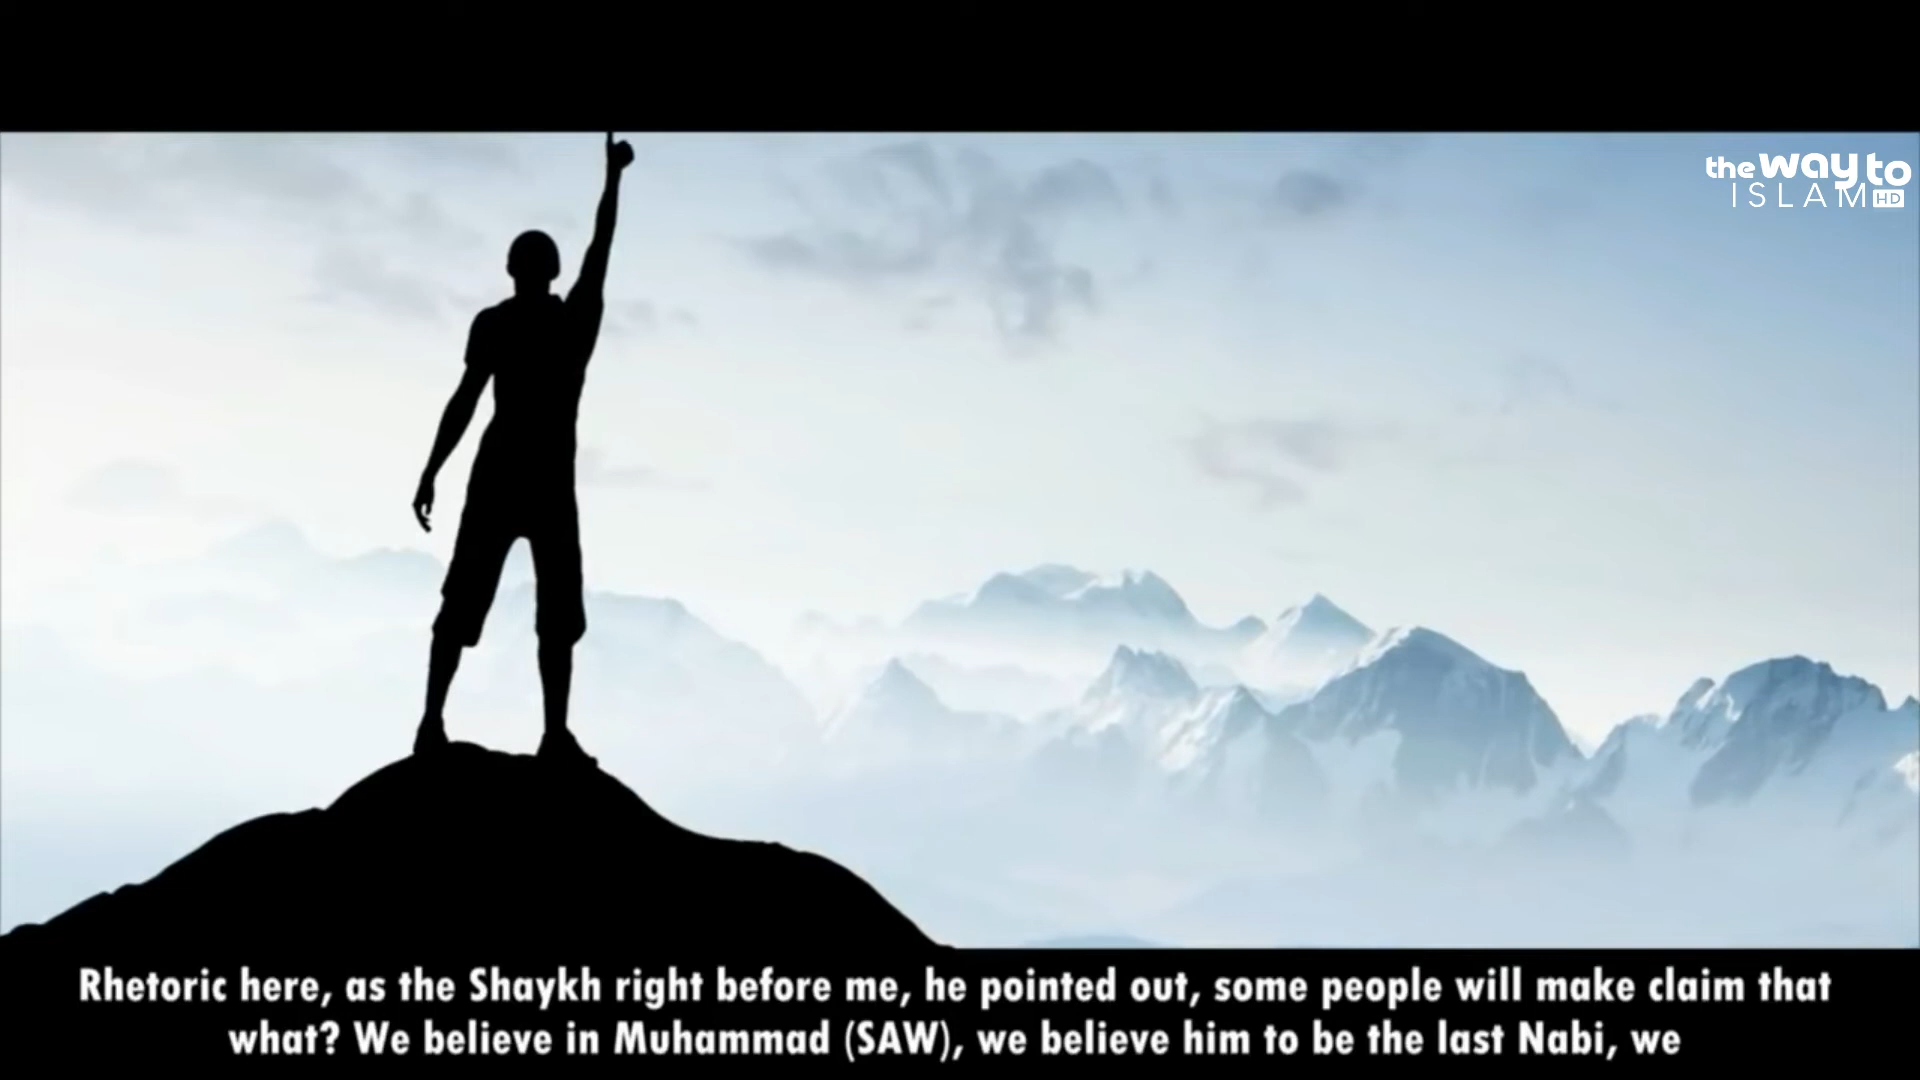 the way to
ISLAM HD
Rhetoric here, as the Shaykh right before me, he pointed out, some people will make claim that
what? We believe in Muhammad (SAW), we believe him to be the last Nabi, we